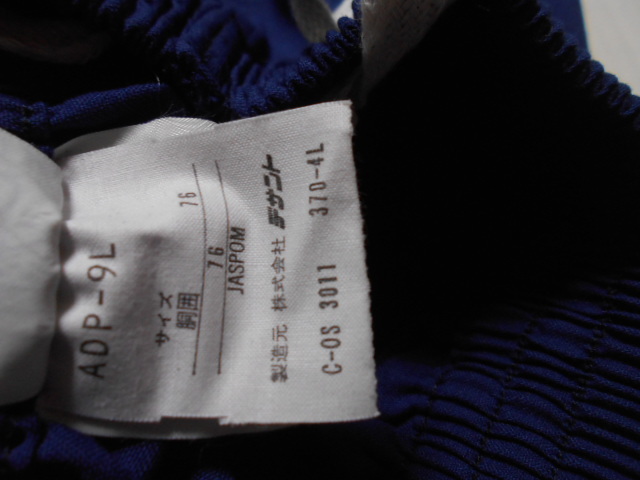 ADP-9L
サイズ 76
胴囲 76
JASPOM
製造元 株式会社 デサント
C-OS 3011 370-4L